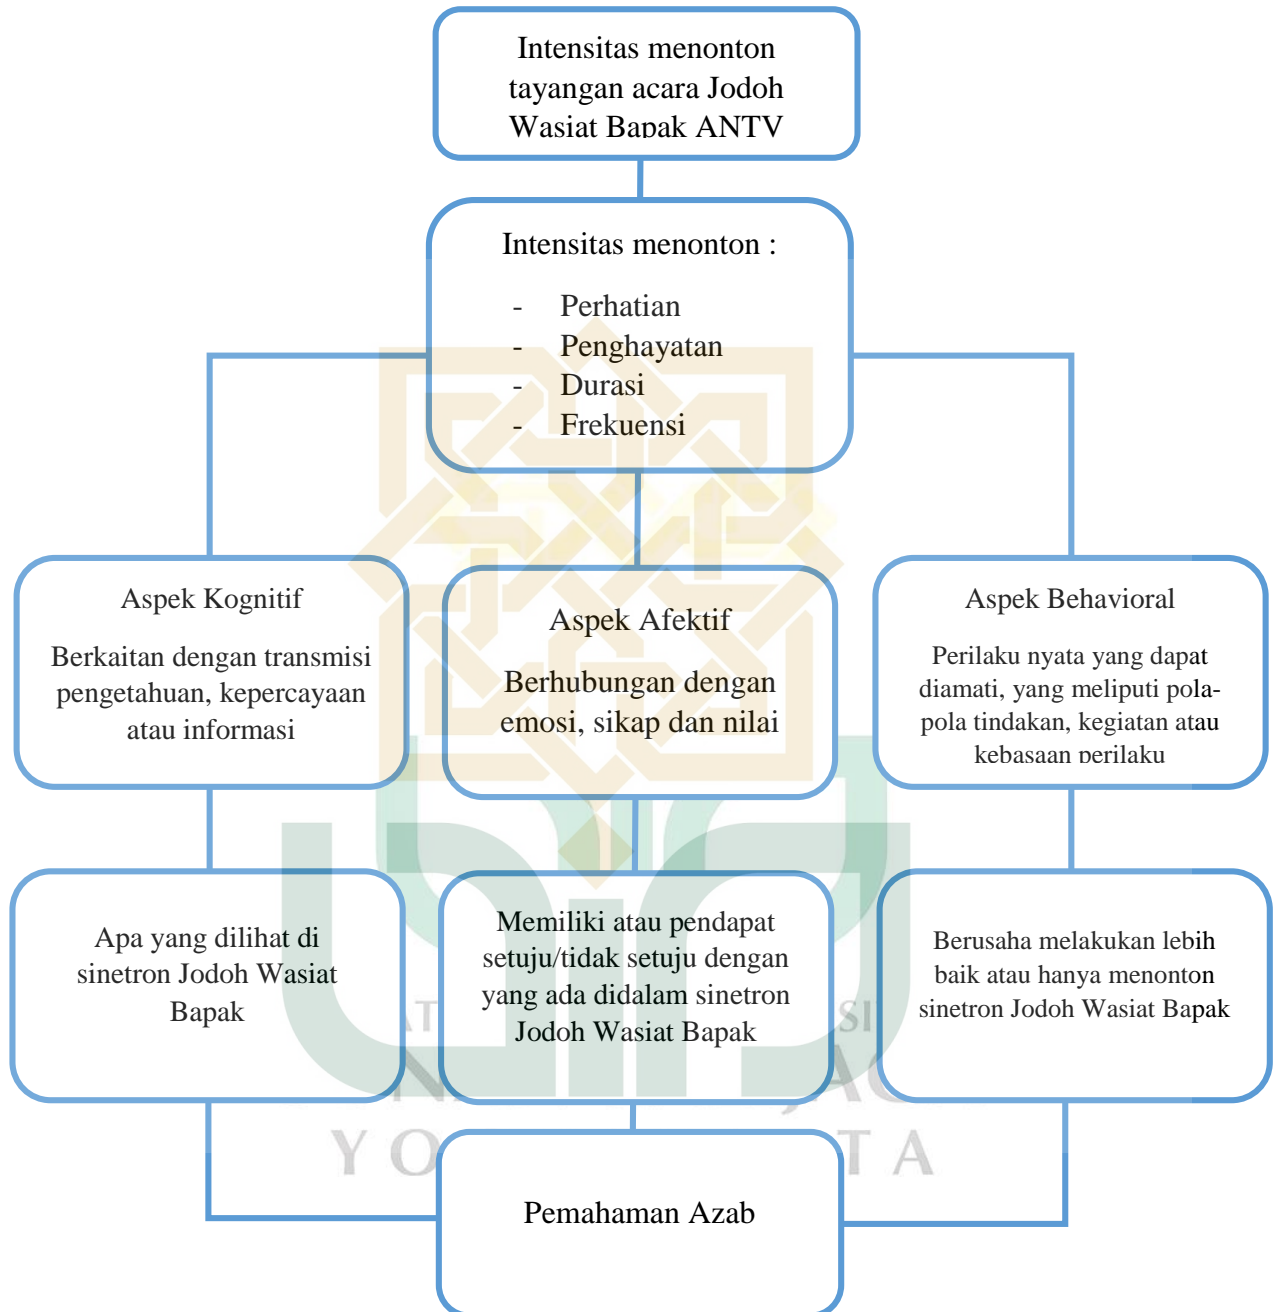 Intensitas menonton
tayangan acara Jodoh
Wasiat Bapak ANTV
Intensitas menonton :
- Perhatian
- Penghayatan
- Durasi
- Frekuensi
Aspek Kognitif
Berkaitan dengan transmisi
pengetahuan, kepercayaan
atau informasi
Aspek Afektif
Berhubungan dengan
emosi, sikap dan nilai
Aspek Behavioral
Perilaku nyata yang dapat
diamati, yang meliputi pola-
pola tindakan, kegiatan atau
kebasaan perilaku
Apa yang dilihat di
sinetron Jodoh Wasiat
Bapak
Memiliki atau pendapat
setuju/tidak setuju dengan
yang ada didalam sinetron
Jodoh Wasiat Bapak
Berusaha melakukan lebih
baik atau hanya menonton
sinetron Jodoh Wasiat Bapak
Pemahaman Azab